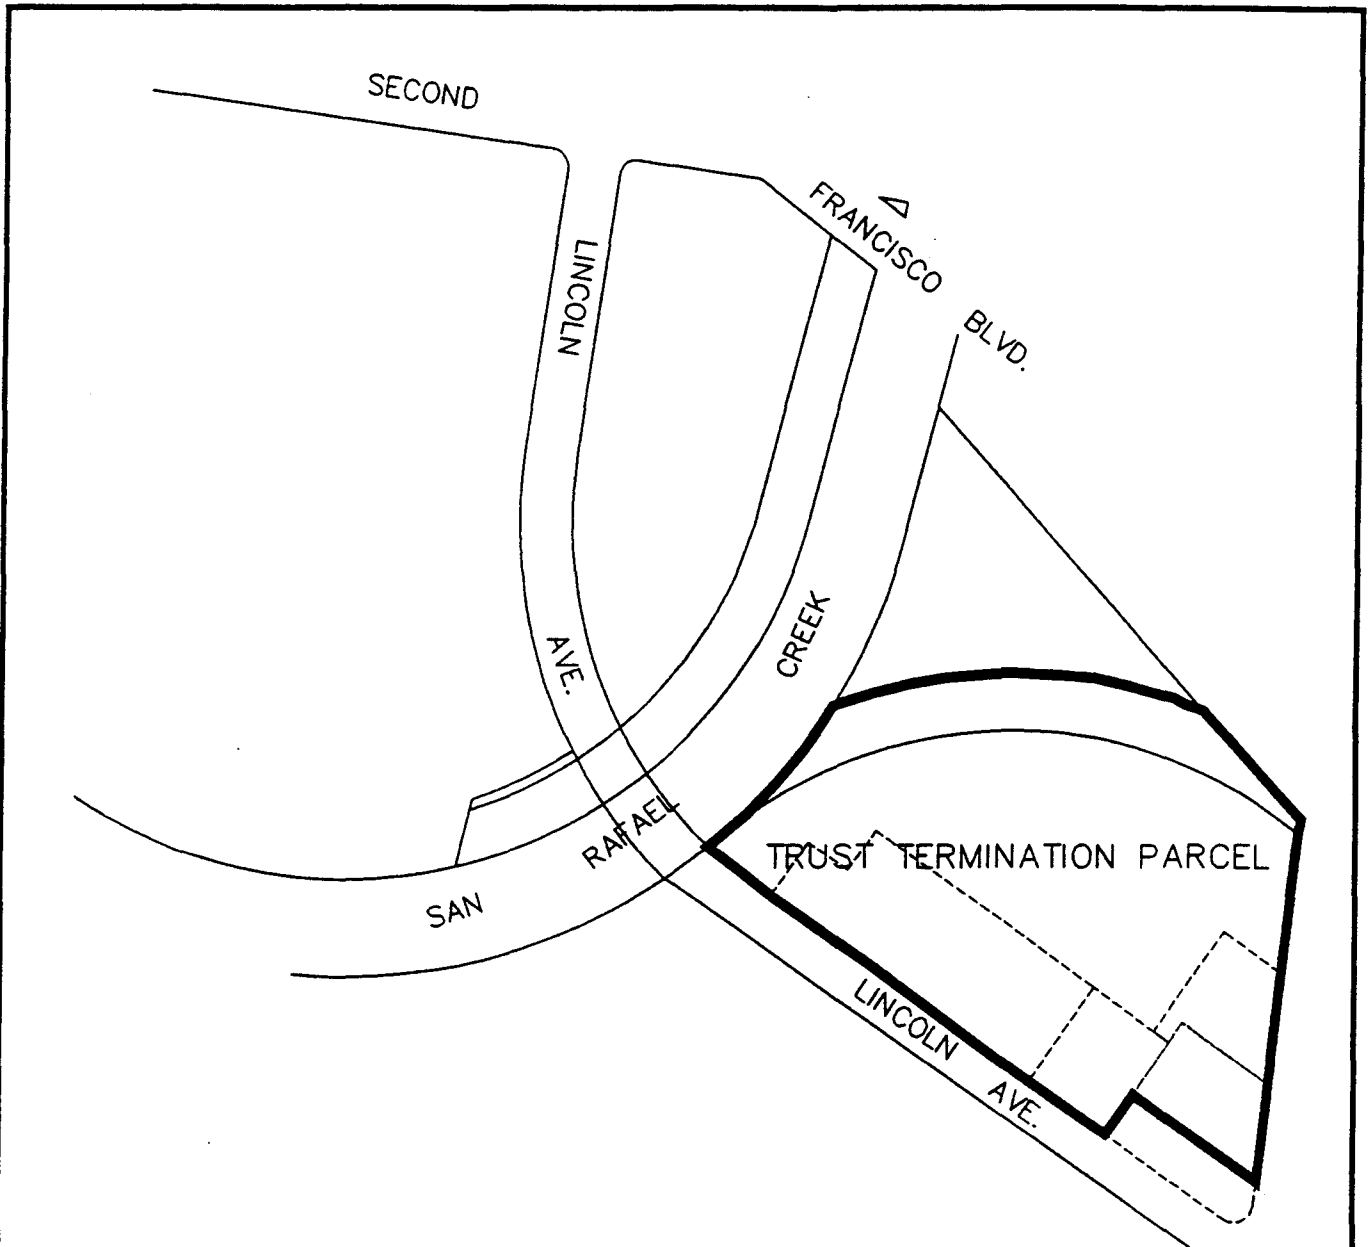 SECOND
FRANCISCO BLVD.
LINCOLN AVE.
CREEK
RAFAEL
SAN
TRUST TERMINATION PARCEL
LINCOLN AVE.